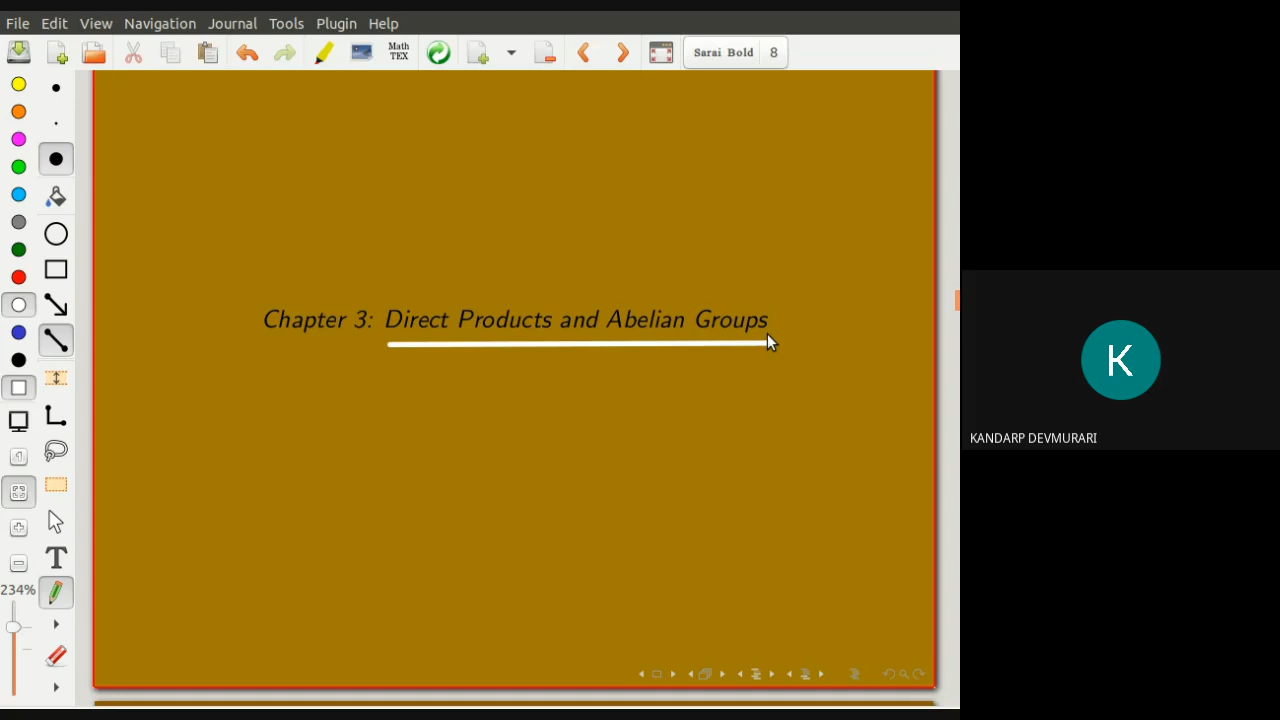 File Edit View Navigation Journal Tools Plugin Help
Math
TEX
Sarai Bold 8
Chapter 3: Direct Products and Abelian Groups
K
KANDARP DEVMURARI
T
234%